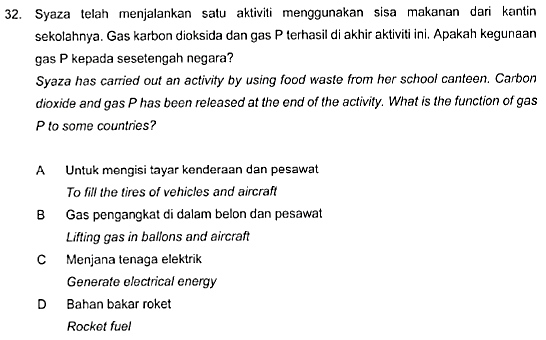 32. Syaza telah menjalankan satu aktiviti menggunakan sisa makanan dari kantin
sekolahnya. Gas karbon dioksida dan gas P terhasil di akhir aktiviti ini. Apakah kegunaan
gas P kepada sesetengah negara?
Syaza has carried out an activity by using food waste from her school canteen. Carbon
dioxide and gas P has been released at the end of the activity. What is the function of gas
P to some countries?
A Untuk mengisi tayar kenderaan dan pesawat
To fill the tires of vehicles and aircraft
B Gas pengangkat di dalam belon dan pesawat
Lifting gas in ballons and aircraft
C Menjana tenaga elektrik
Generate electrical energy
D Bahan bakar roket
Rocket fuel